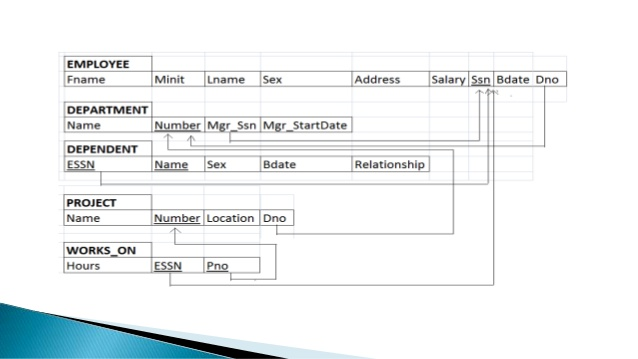 EMPLOYEE
Fname Minit Lname Sex Address Salary Ssn Bdate Dno
DEPARTMENT
Name Number Mgr_Ssn Mgr_StartDate
DEPENDENT
ESSN Name Sex Bdate Relationship
PROJECT
Name Number Location Dno
WORKS_ON
Hours ESSN Pno